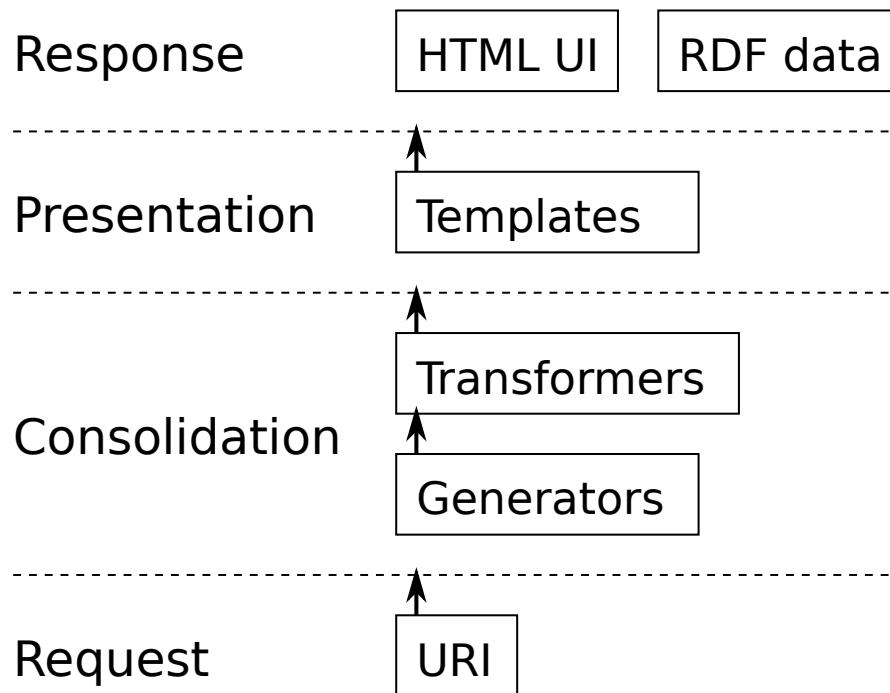 Response
HTML UI
RDF data
Presentation
Templates
Transformers
Consolidation
Generators
Request
URI